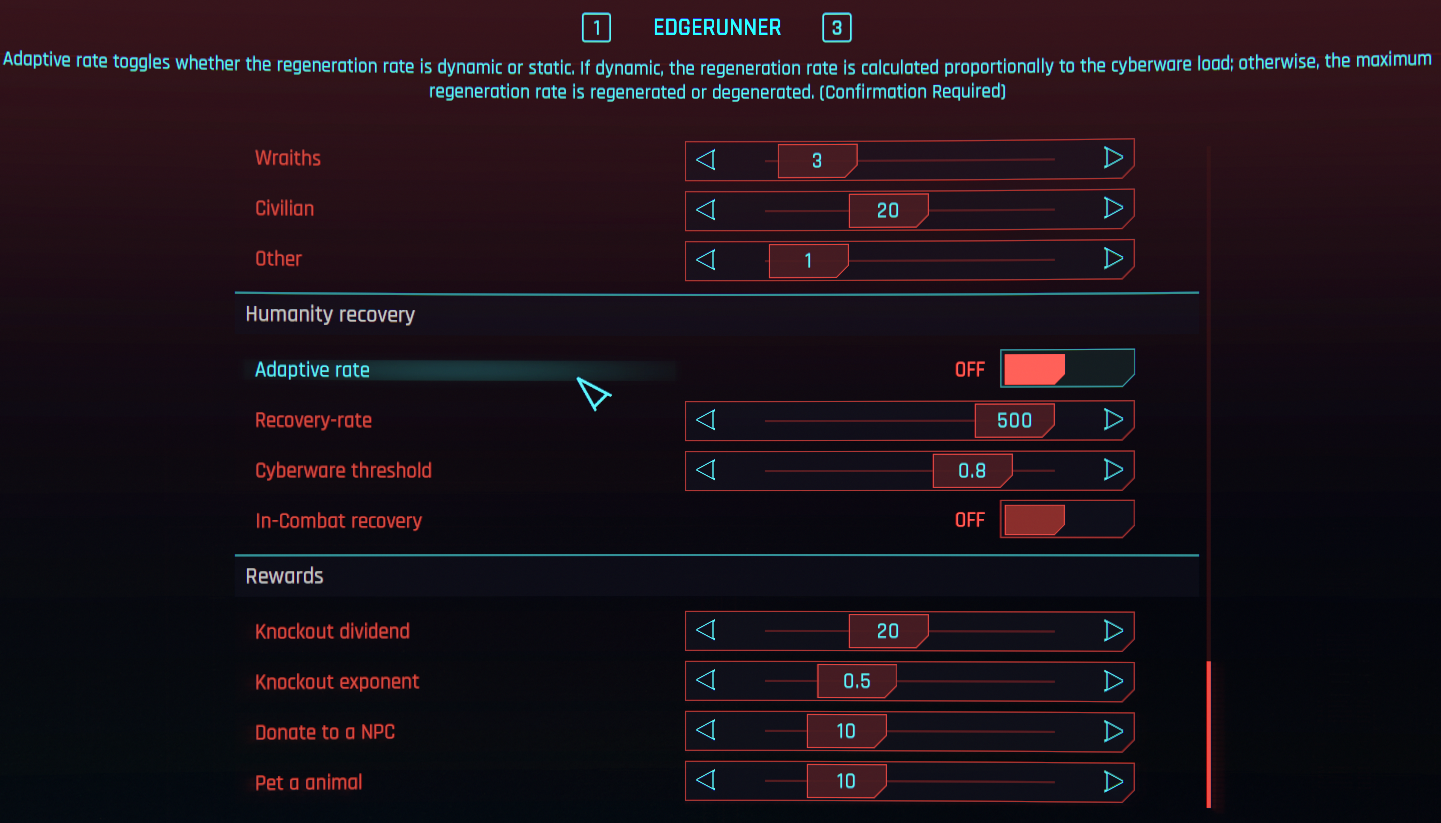 1 EDGERUNNER 3
Adaptive rate toggles whether the regeneration rate is dynamic or static. If dynamic, the regeneration rate is calculated proportionally to the cyberware load; otherwise, the maximum
regeneration rate is regenerated or degenerated. (Confirmation Required)
Wraiths 3
Civilian 20
Other 1
Humanity recovery
Adaptive rate OFF
Recovery-rate 500
Cyberware threshold 0.8
In-Combat recovery OFF
Rewards
Knockout dividend 20
Knockout exponent 0.5
Donate to a NPC 10
Pet a animal 10